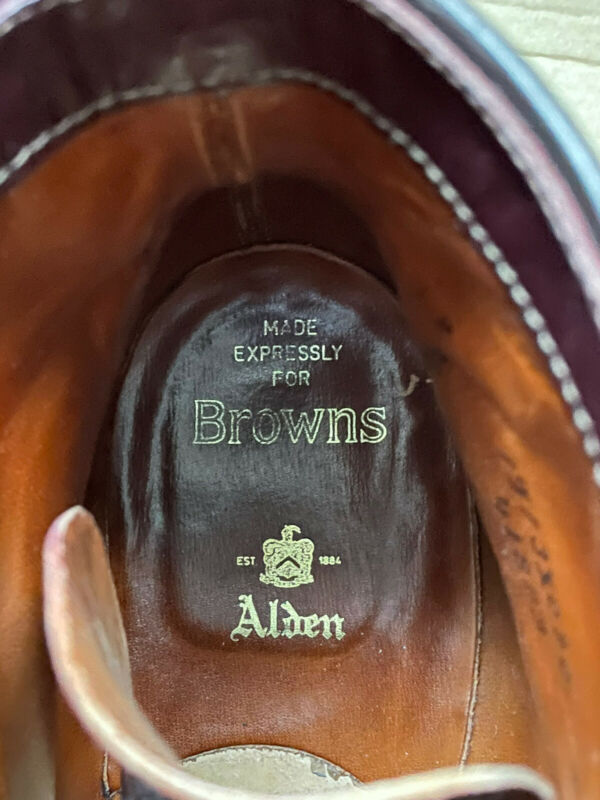 MADE
EXPRESSLY
FOR
Browns
EST. 1884
Alden